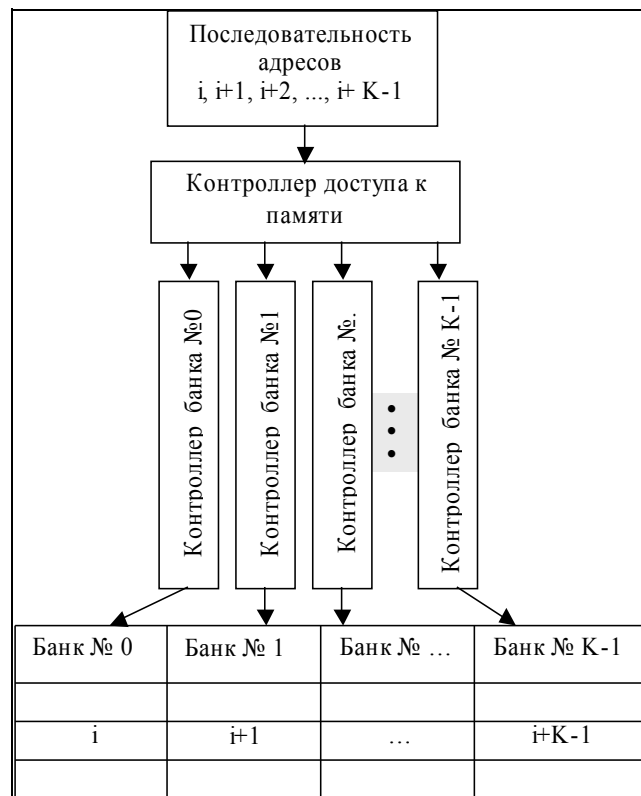 Последовательность
адресов
i, i+1, i+2, ..., i+ K-1
Контроллер доступа к
памяти
Контроллер банка №0
Контроллер банка №1
Контроллер банка №.
Контроллер банка № K-1
Банк № 0 Банк № 1 Банк № … Банк № K-1
i i+1 … i+K-1